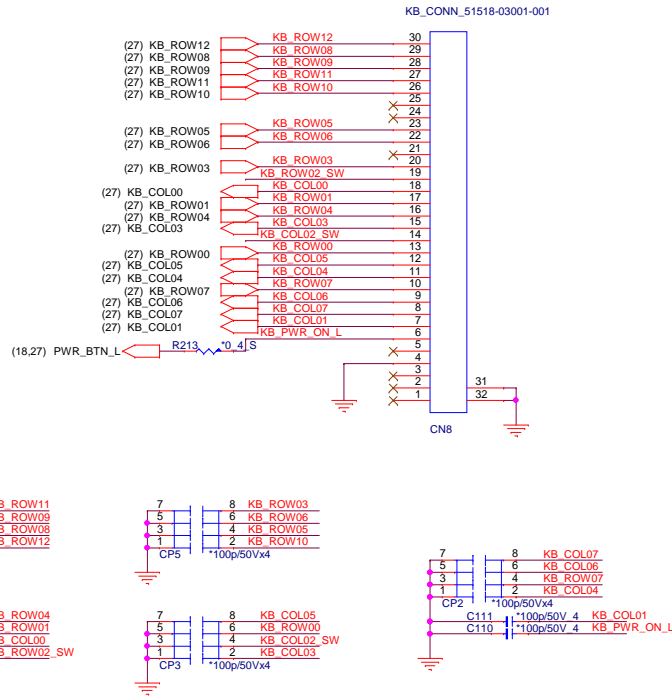 KB_CONN_51518-03001-001
(27) KB_ROW12 KB_ROW12 30
(27) KB_ROW08 KB_ROW08 29
(27) KB_ROW09 KB_ROW09 28
(27) KB_ROW11 KB_ROW11 27
(27) KB_ROW10 KB_ROW10 26
25
24
(27) KB_ROW05 KB_ROW05 23
(27) KB_ROW06 KB_ROW06 22
21
(27) KB_ROW03 KB_ROW03 20
KB_ROW02_SW 19
(27) KB_COL00 KB_COL00 18
(27) KB_ROW01 KB_ROW01 17
(27) KB_ROW04 KB_ROW04 16
(27) KB_COL03 KB_COL03 15
KB_COL02_SW 14
(27) KB_ROW00 KB_ROW00 13
(27) KB_COL05 KB_COL05 12
(27) KB_COL04 KB_COL04 11
(27) KB_ROW07 KB_ROW07 10
(27) KB_COL06 KB_COL06 9
(27) KB_COL07 KB_COL07 8
(27) KB_COL01 KB_COL01 7
KB_PWR_ON_L 6
(18,27) PWR_BTN_L R213 *0_4_S 5
4
3 31
2 32
1
CN8
B_ROW11 7 8 KB_ROW03
B_ROW09 5 6 KB_ROW06
B_ROW08 3 4 KB_ROW05
B_ROW12 1 2 KB_ROW10
CP5 *100p/50Vx4
7 8 KB_COL07
5 6 KB_COL06
3 4 KB_ROW07
1 2 KB_COL04
CP2 *100p/50Vx4
C111 *100p/50V_4 KB_COL01
C110 *100p/50V_4 KB_PWR_ON_L
B_ROW04 7 8 KB_COL05
B_ROW01 5 6 KB_ROW00
B_COL00 3 4 KB_COL02_SW
B_ROW02_SW 1 2 KB_COL03
CP3 *100p/50Vx4